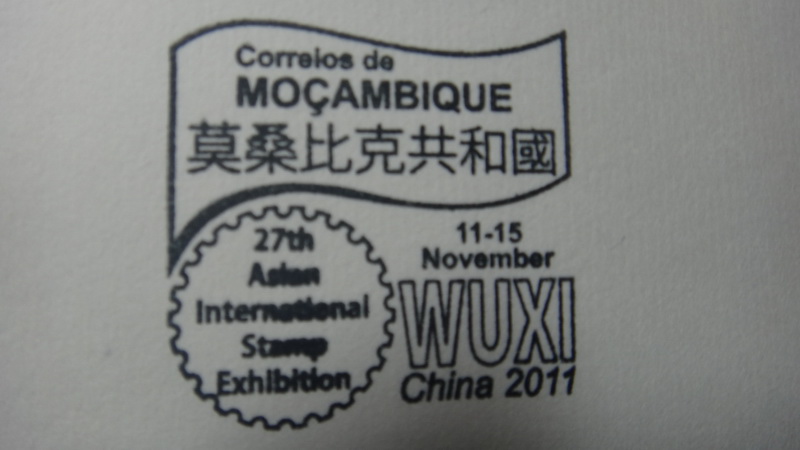 Correios de
MOÇAMBIQUE
莫桑比克共和國
27th
Asian
International
Stamp
Exhibition
11-15
November
WUXI
China 2011